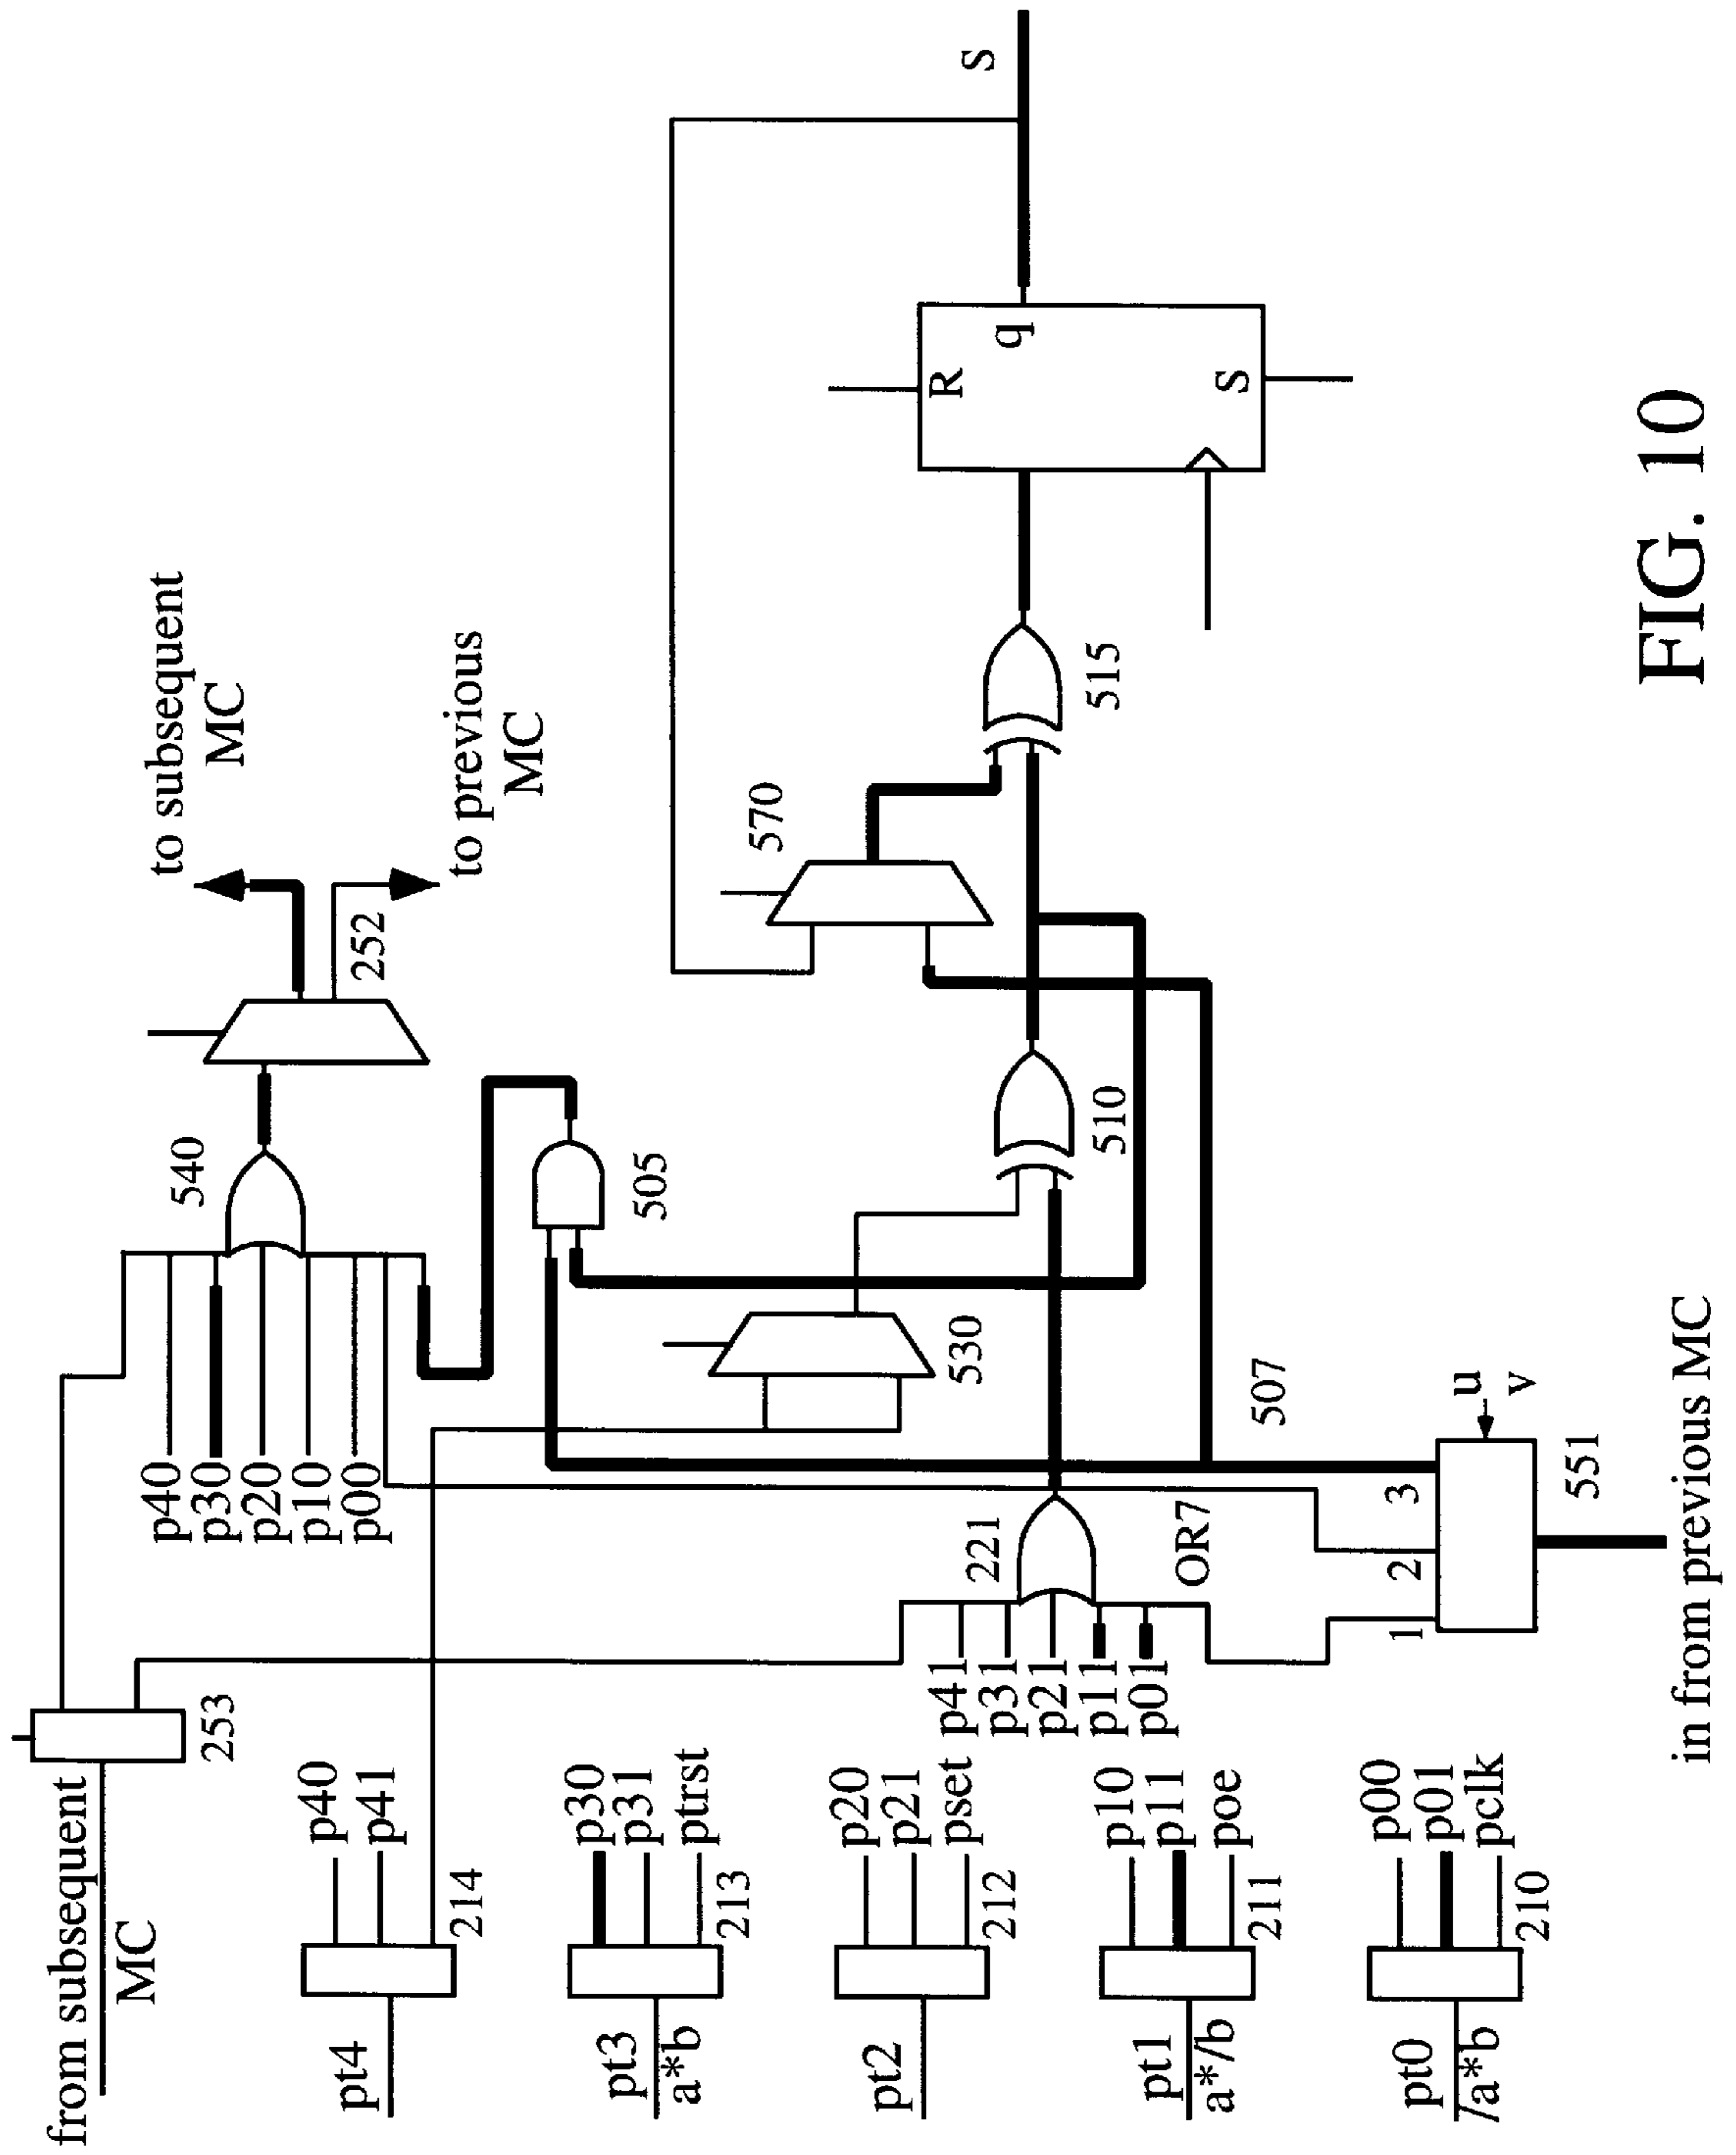 from subsequent
MC
253
pt4
p40
p41
214
pt3
a*b
p30
p31
ptrst
213
pt2
p20
p21
pset
212
pt1
a*/b
p10
p11
poe
211
pt0
/a*b
p00
p01
pclk
210
p40
p30
p20
p10
p00
540
to subsequent
MC
252
to previous
MC
505
530
p41
p31
p21
p11
p01
221
OR7
510
570
515
507
R
q
S
S
1
2
3
u
v
551
in from previous MC
FIG. 10